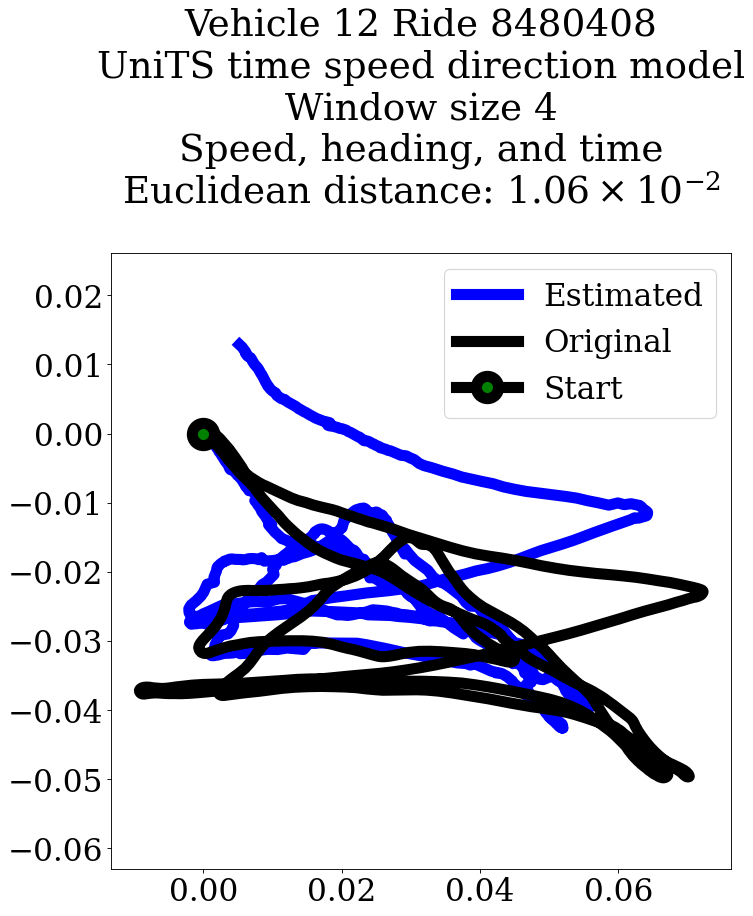 Vehicle 12 Ride 8480408
UniTS time speed direction model
Window size 4
Speed, heading, and time
Euclidean distance: 1.06 × 10⁻²
Estimated
Original
Start
0.02
0.01
0.00
−0.01
−0.02
−0.03
−0.04
−0.05
−0.06
0.00 0.02 0.04 0.06